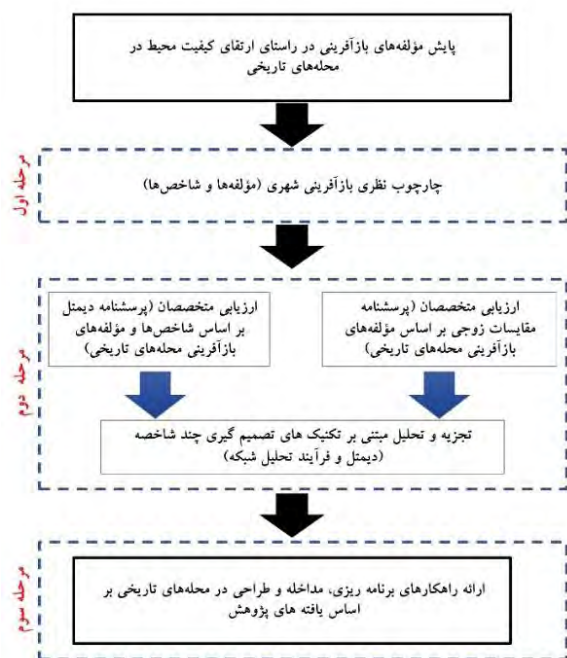 پایش مؤلفه‌های بازآفرینی در راستای ارتقای کیفیت محیط در
محله‌های تاریخی
مرحله اول
چارچوب نظری بازآفرینی شهری (مؤلفه‌ها و شاخص‌ها)
مرحله دوم
ارزیابی متخصصان (پرسشنامه
مقایسات زوجی بر اساس مؤلفه‌های
بازآفرینی محله‌های تاریخی)
ارزیابی متخصصان (پرسشنامه دیمتل
بر اساس شاخص‌ها و مؤلفه‌های
بازآفرینی محله‌های تاریخی)
تجزیه و تحلیل مبتنی بر تکنیک های تصمیم گیری چند شاخصه
(دیمتل و فرآیند تحلیل شبکه)
مرحله سوم
ارائه راهکارهای برنامه ریزی، مداخله و طراحی در محله‌های تاریخی بر
اساس یافته های پژوهش